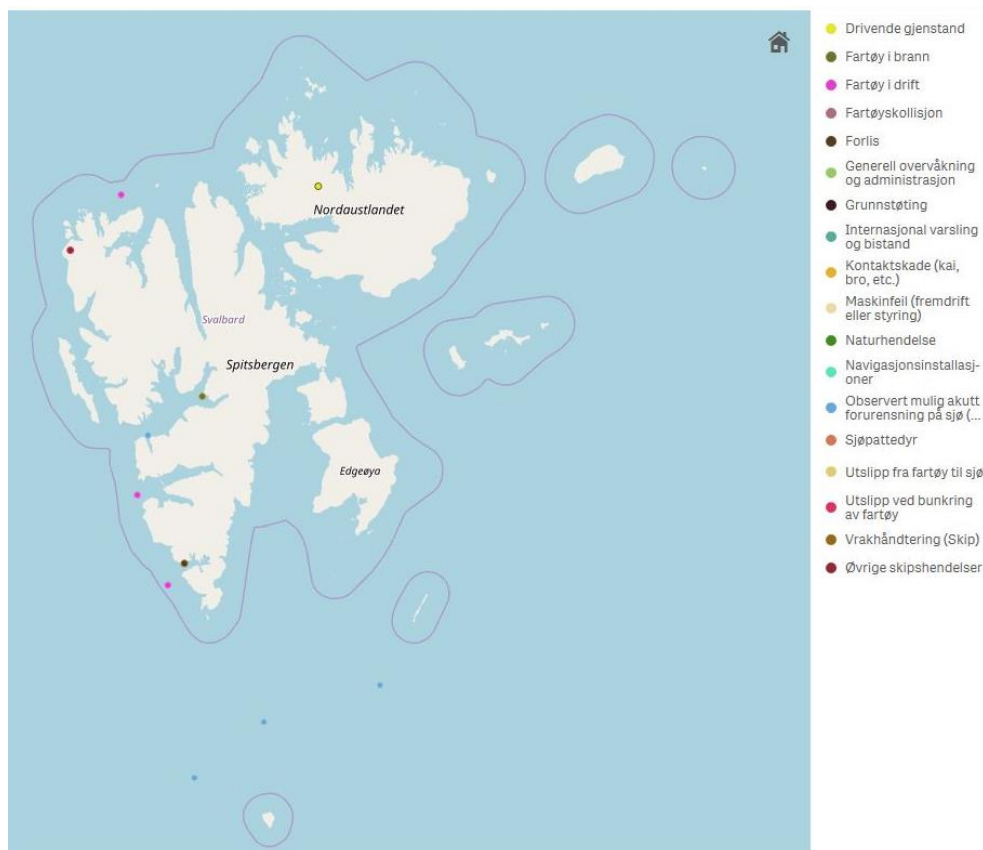 Nordaustlandet
Svalbard
Spitsbergen
Edgeøya
Drivende gjenstand
Fartøy i brann
Fartøy i drift
Fartøyskollisjon
Forlis
Generell overvåkning
og administrasjon
Grunnstøting
Internasjonal varsling
og bistand
Kontaktskade (kai,
bro, etc.)
Maskinfeil (fremdrift
eller styring)
Naturhendelse
Navigasjonsinstallasj-
oner
Observert mulig akutt
forurensning på sjø (...
Sjøpattedyr
Utslipp fra fartøy til sjø
Utslipp ved bunkring
av fartøy
Vrakhåndtering (Skip)
Øvrige skipshendelser